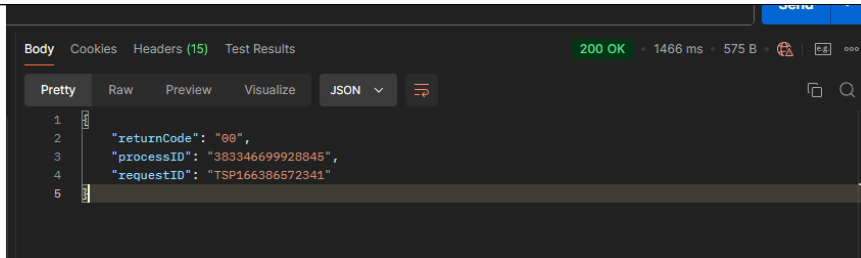 Send
Body Cookies Headers (15) Test Results 200 OK • 1466 ms • 575 B • e.g. ooo
Pretty Raw Preview Visualize JSON
1 {
2 "returnCode": "00",
3 "processID": "383346699928845",
4 "requestID": "TSP166386572341"
5 }